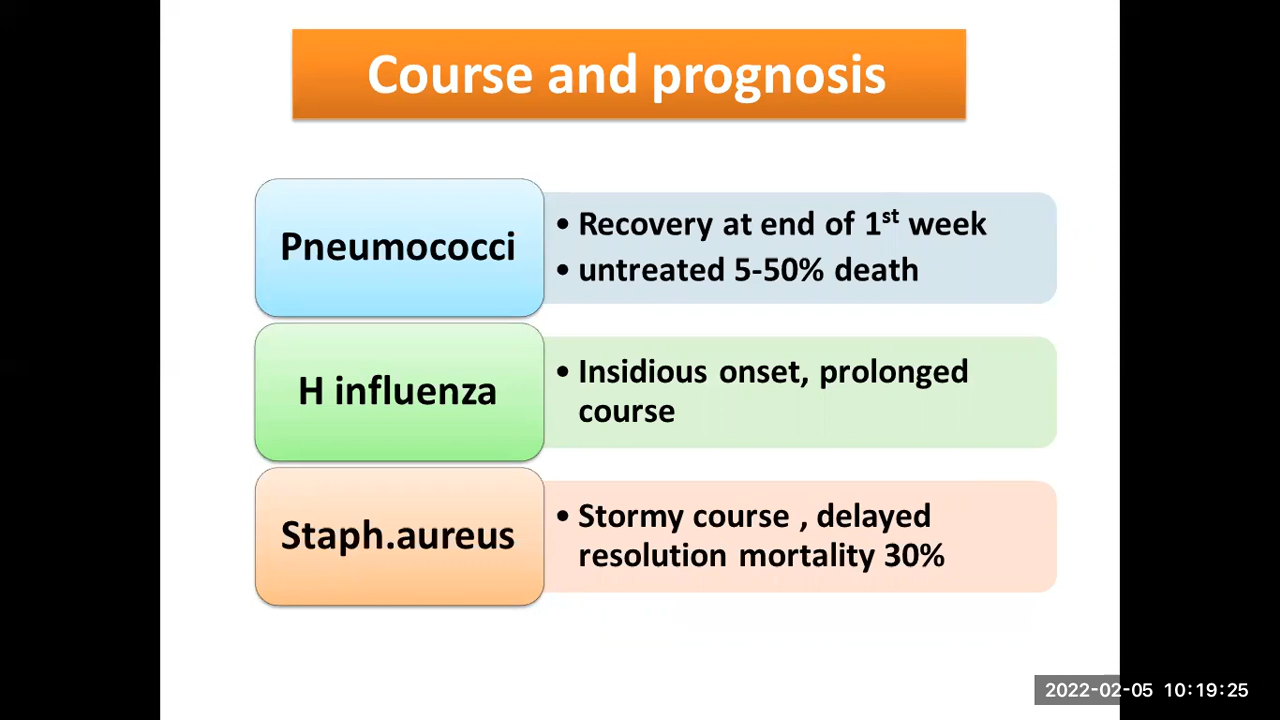 Course and prognosis
Pneumococci
• Recovery at end of 1st week
• untreated 5-50% death
H influenza
• Insidious onset, prolonged
course
Staph.aureus
• Stormy course , delayed
resolution mortality 30%
2022-02-05 10:19:25